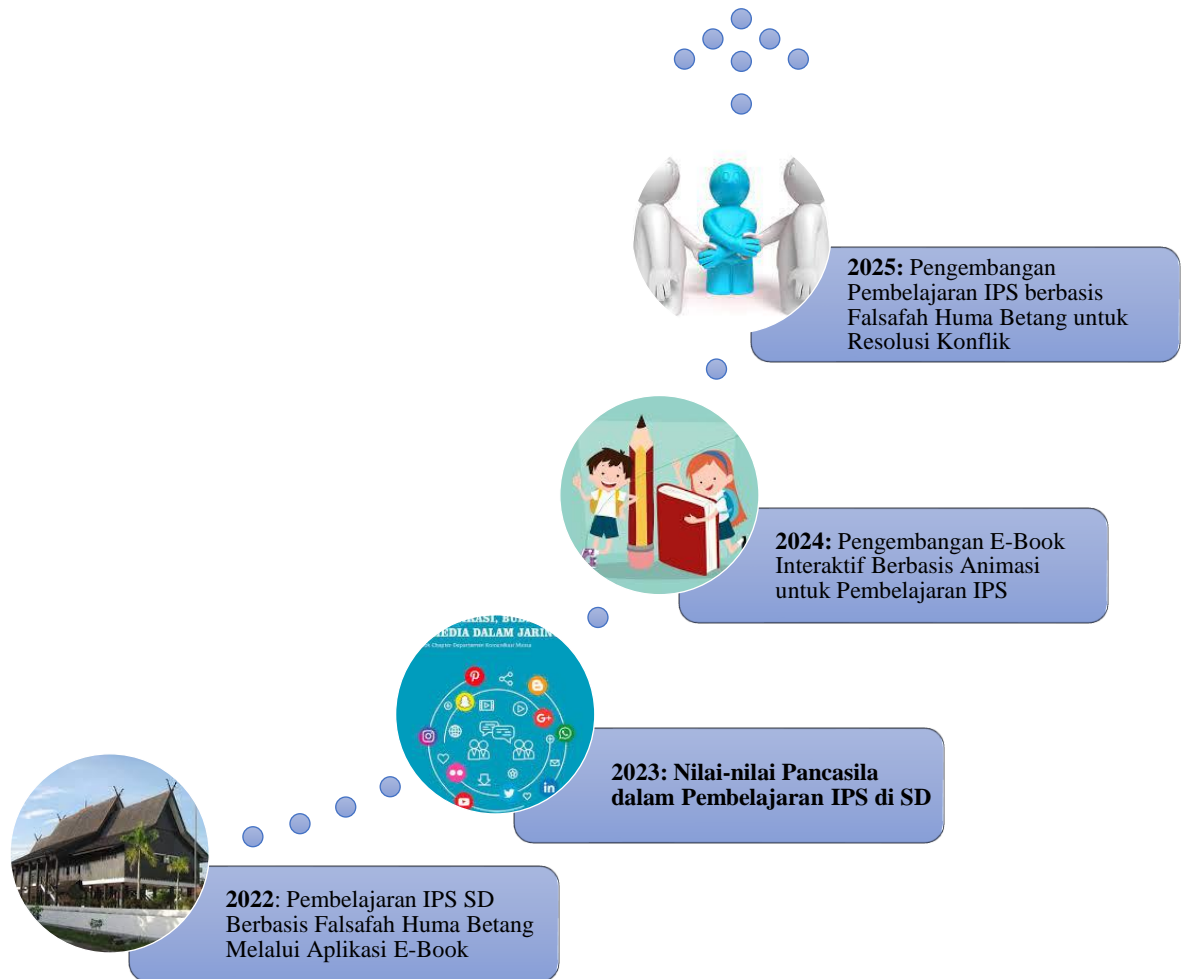 2025: Pengembangan
Pembelajaran IPS berbasis
Falsafah Huma Betang untuk
Resolusi Konflik
2024: Pengembangan E-Book
Interaktif Berbasis Animasi
untuk Pembelajaran IPS
EDIA DALAM JARIN
2023: Nilai-nilai Pancasila
dalam Pembelajaran IPS di SD
2022: Pembelajaran IPS SD
Berbasis Falsafah Huma Betang
Melalui Aplikasi E-Book